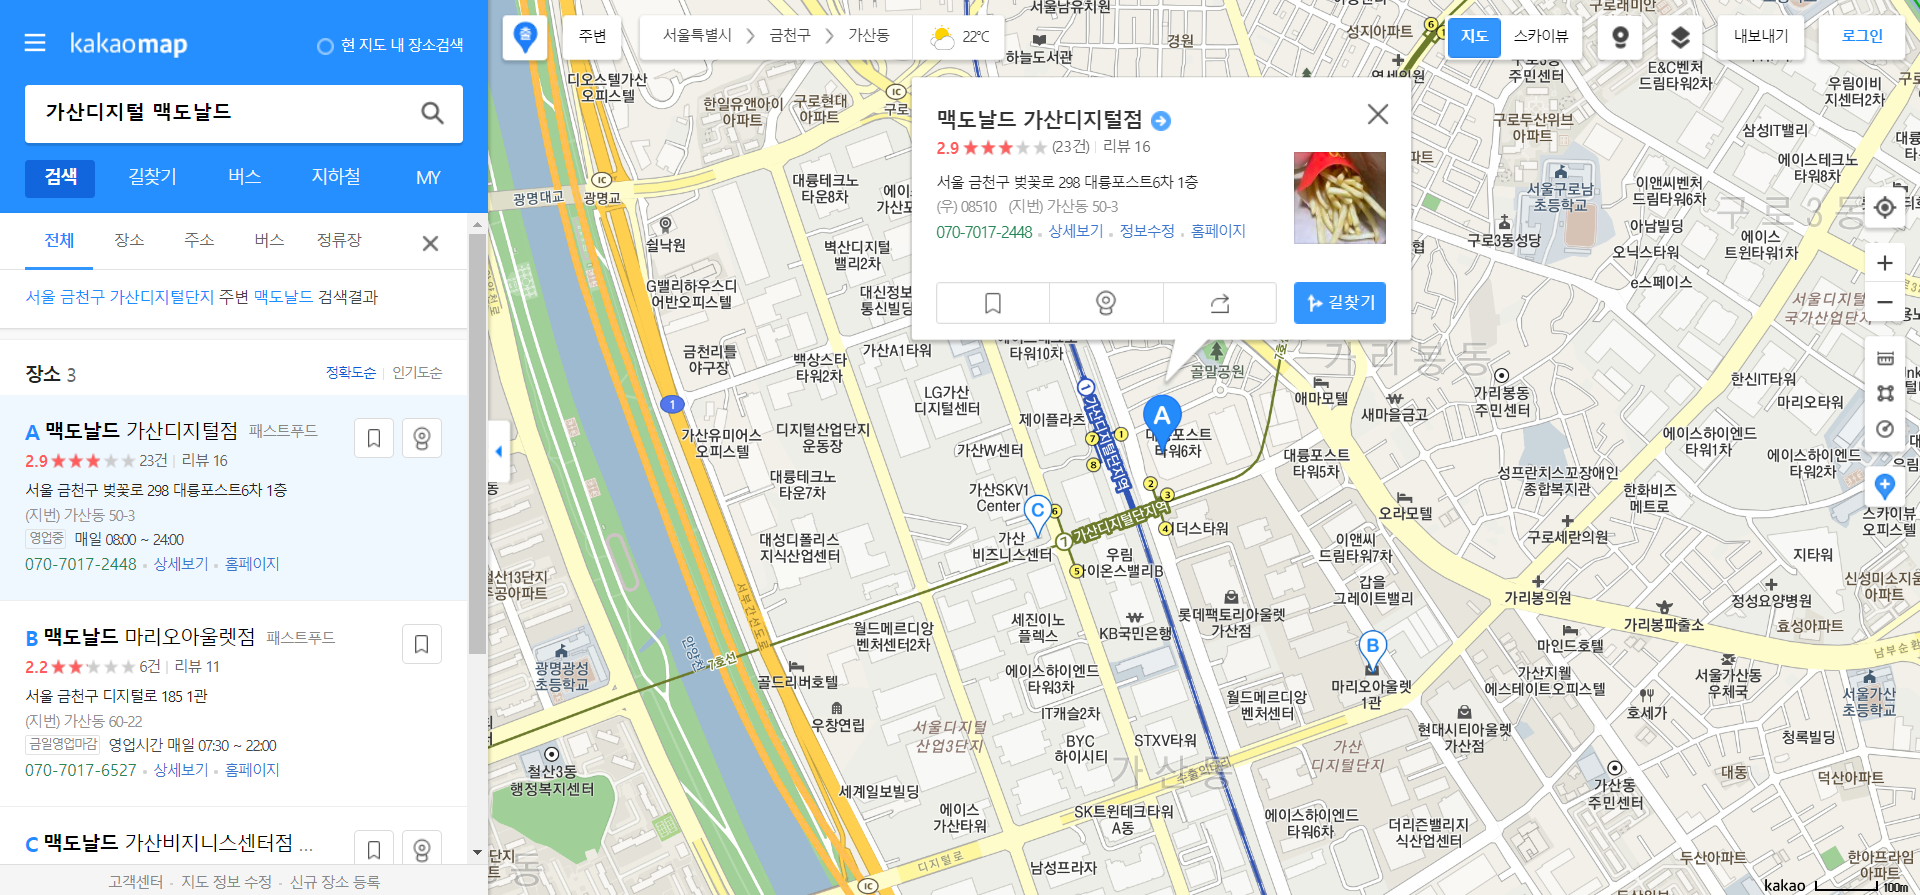 kakaomap
현 지도 내 장소검색
가산디지털 맥도날드
검색
길찾기
버스
지하철
MY
전체
장소
주소
버스
정류장
서울 금천구 가산디지털단지 주변 맥도날드 검색결과
장소 3
정확도순
인기도순
A 맥도날드 가산디지털점 패스트푸드
2.9 23건 리뷰 16
서울 금천구 벚꽃로 298 대륭포스트6차 1층
(지번) 가산동 50-3
영업중 매일 08:00 ~ 24:00
070-7017-2448 상세보기 홈페이지
B 맥도날드 마리오아울렛점 패스트푸드
2.2 6건 리뷰 11
서울 금천구 디지털로 185 1관
(지번) 가산동 60-22
금일영업마감 영업시간 매일 07:30 ~ 22:00
070-7017-6527 상세보기 홈페이지
C 맥도날드 가산비지니스센터점 ...
고객센터 지도 정보 수정 신규 장소 등록
출
주변
서울특별시
금천구
가산동
22℃
지도
스카이뷰
내보내기
로그인
맥도날드 가산디지털점
2.9 (23건) 리뷰 16
서울 금천구 벚꽃로 298 대륭포스트6차 1층
(우) 08510 (지번) 가산동 50-3
070-7017-2448 상세보기 정보수정 홈페이지
길찾기
서울남유치원
하늘도서관
경원
성지아파트
구로래미안
디오스텔가산
오피스텔
한일유앤아이
아파트
구로현대
아파트
연세의원
주민센터
E&C벤처
드림타워2차
우림이비
지센터2차
구로두산위브
아파트
삼성IT밸리
에이스테크노
타워8차
서울구로남
초등학교
이앤씨벤처
드림타워6차
구로3동
아남빌딩
에이스
트윈타워1차
구로3동성당
오닉스타워
e스페이스
서울디지털
국가산업단지
광명대교
광명교
대륭테크노
타운8차
쉴낙원
벽산디지털
밸리2차
G밸리하우스디
어반오피스텔
대신정보
통신빌딩
금천리틀
야구장
백상스타
타워2차
가산A1타워
타워10차
LG가산
디지털센터
제이플라츠
골말공원
가리봉동
애마모텔
새마을금고
가리봉동
주민센터
한신IT타워
마리오타워
가산유미어스
오피스텔
디지털산업단지
운동장
가산W센터
대륭포스트
타워6차
대륭포스트
타워5차
대륭테크노
타운7차
가산SKV1
Center
가산
비즈니스센터
가산디지털단지역
가산디지털단지역
더스타워
우림
라이온스밸리B
대성디폴리스
지식산업센터
오라모텔
성프란치스꼬장애인
종합복지관
에이스하이엔드
타워1차
에이스하이엔드
타워2차
한화비즈
메트로
스카이뷰
오피스텔
구로세란의원
지타워
이앤씨
드림타워7차
갑을
그레이트밸리
가리봉의원
정성요양병원
가리봉파출소
효성아파트
신성미소지움
아파트
철산13단지
주공아파트
서부간선도로
안양천
7호선
광명광성
초등학교
월드메르디앙
벤처센터2차
세진이노
플렉스
KB국민은행
롯데팩토리아울렛
가산점
에이스하이엔드
타워3차
마리오아울렛
1관
마인드호텔
가산지웰
에스테이트오피스텔
서울가산동
우체국
호세가
남부순환
서울가산
초등학교
골드리버호텔
우창연립
서울디지털
산업3단지
IT캐슬2차
월드메르디앙
벤처센터
BYC
하이시티
STXV타워
현대시티아울렛
가산점
가산
디지털단지
청록빌딩
철산3동
행정복지센터
세계일보빌딩
가산동
수출의다리
가산동
주민센터
대동
덕산아파트
에이스
가산타워
SK트윈테크타워
A동
에이스하이엔드
타워6차
더리즌밸리지
식산업센터
디지털로
남성프라자
두산아파트
한아파트
kakao
100m